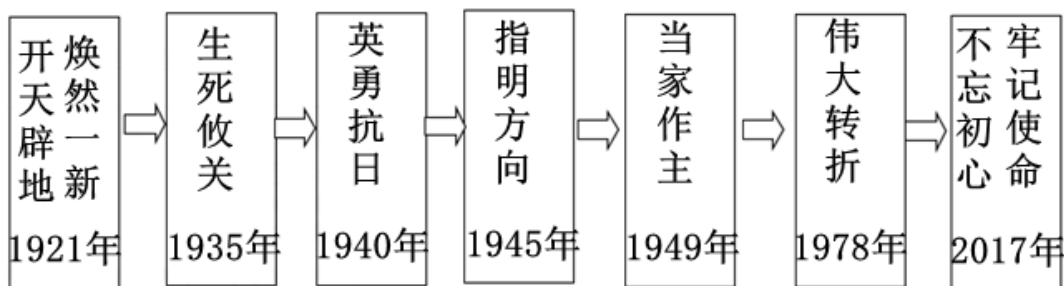 开天辟地
焕然一新
1921年
生死攸关
1935年
英勇抗日
1940年
指明方向
1945年
当家作主
1949年
伟大转折
1978年
不忘初心
牢记使命
2017年